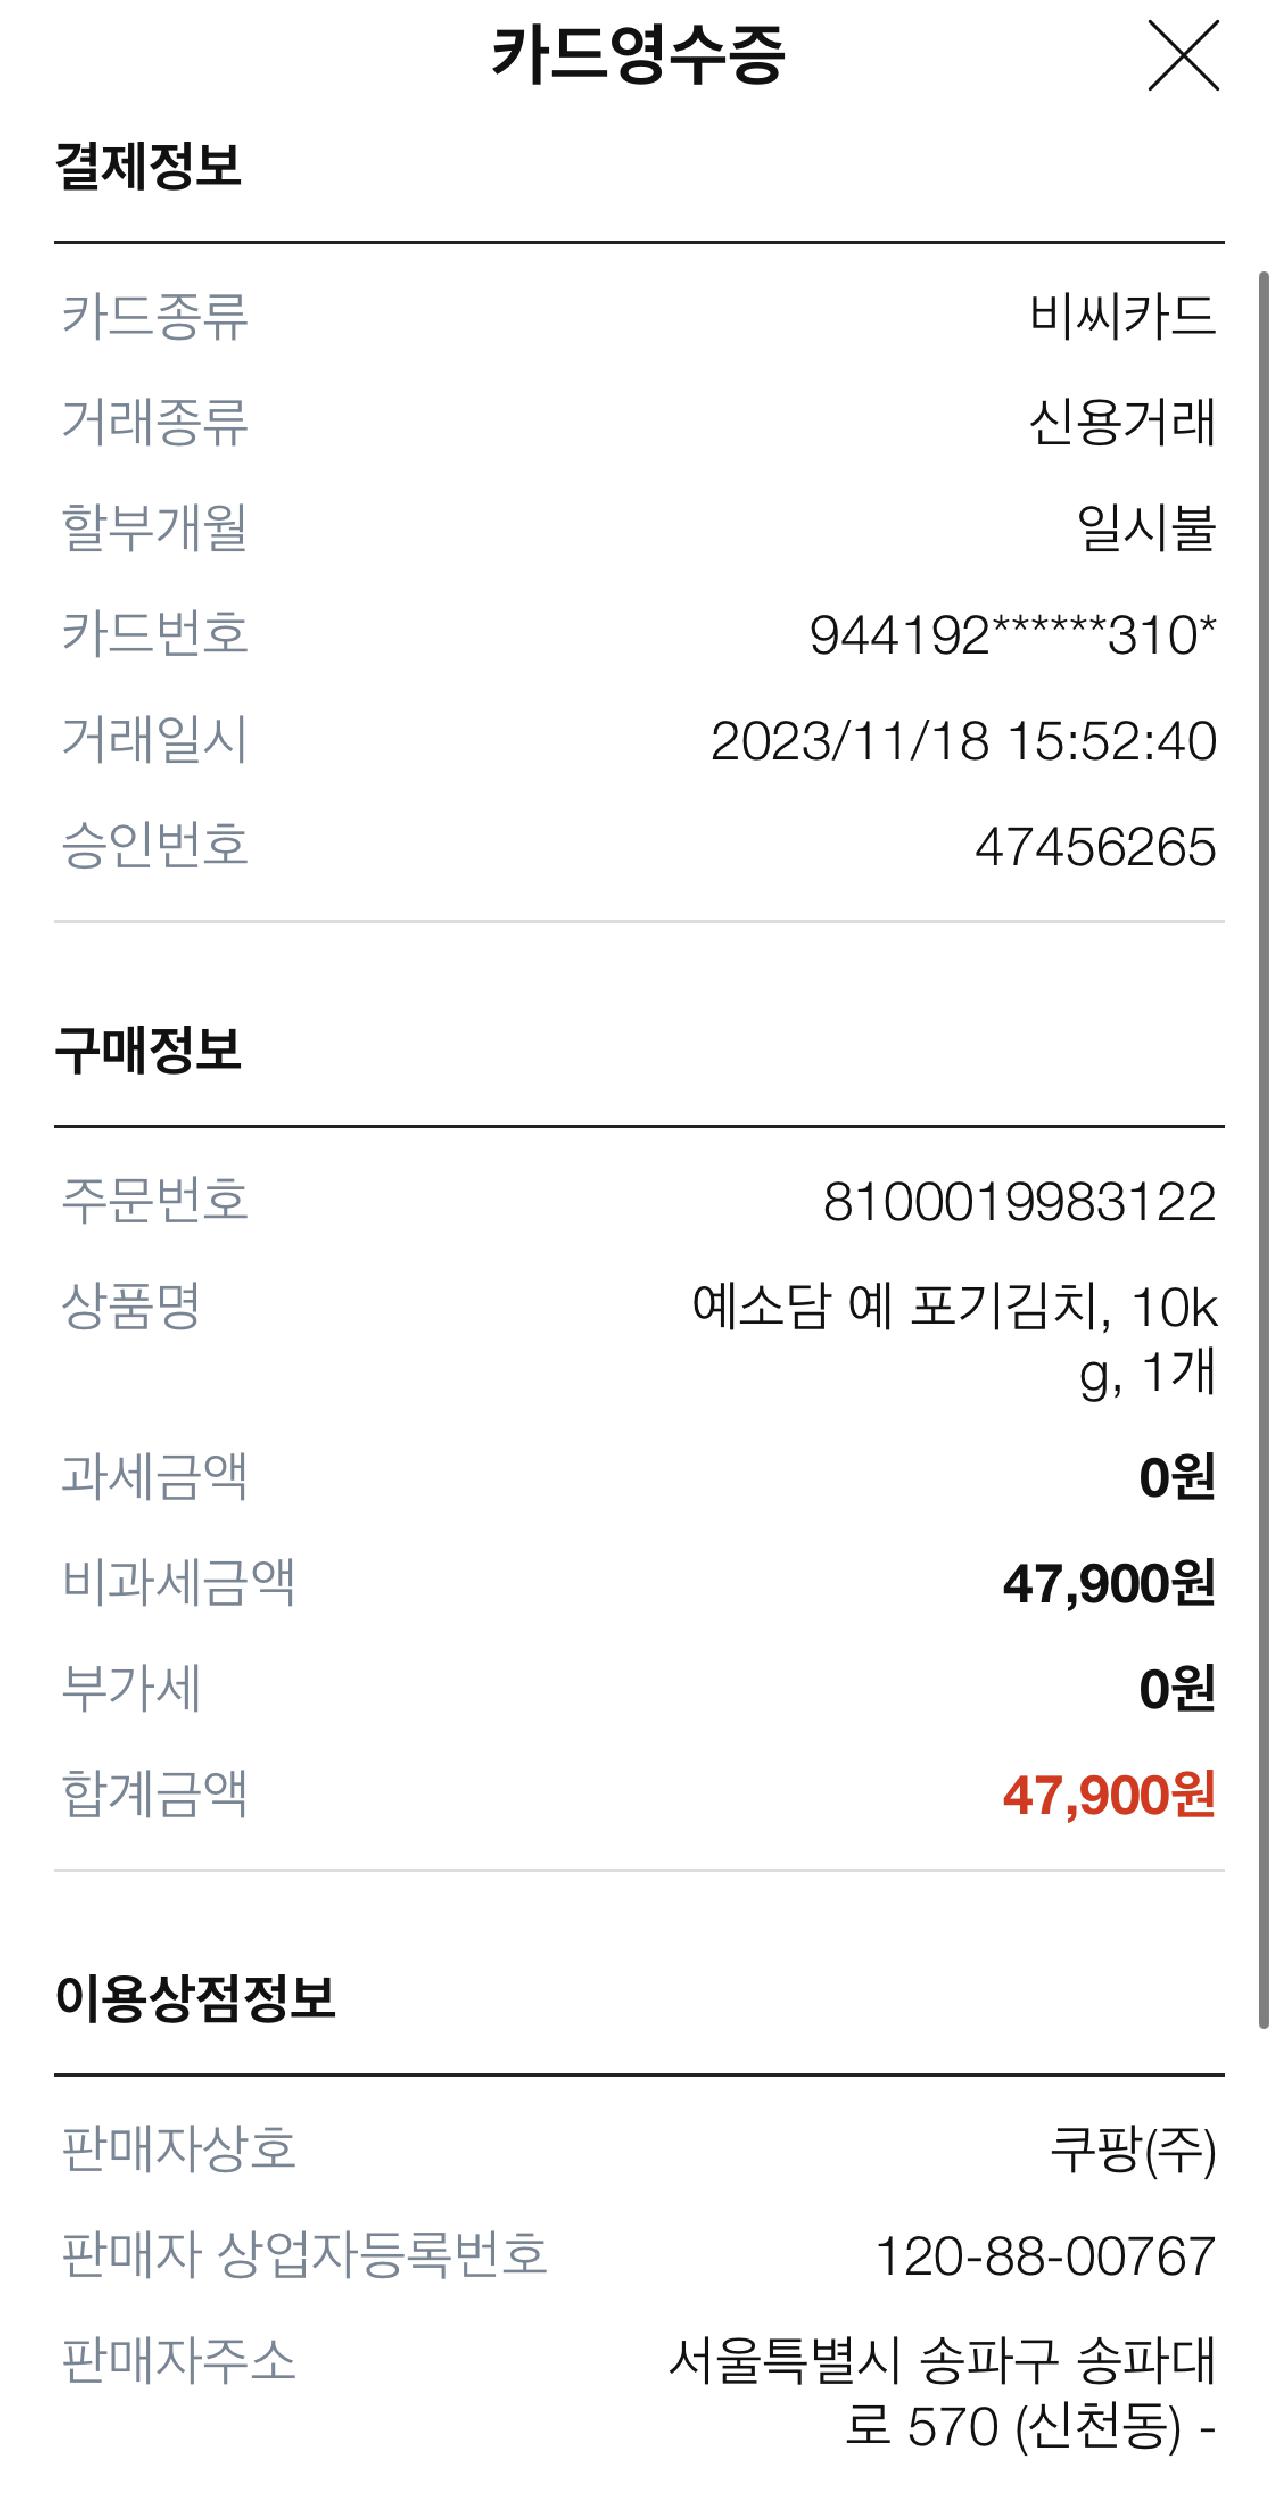 카드영수증
결제정보
카드종류 비씨카드
거래종류 신용거래
할부개월 일시불
카드번호 944192******310*
거래일시 2023/11/18 15:52:40
승인번호 47456265
구매정보
주문번호 8100019983122
상품명 예소담 예 포기김치, 10k
g, 1개
과세금액 0원
비과세금액 47,900원
부가세 0원
합계금액 47,900원
이용상점정보
판매자상호 쿠팡(주)
판매자 상업자등록번호 120-88-00767
판매자주소 서울특별시 송파구 송파대
로 570 (신천동) -